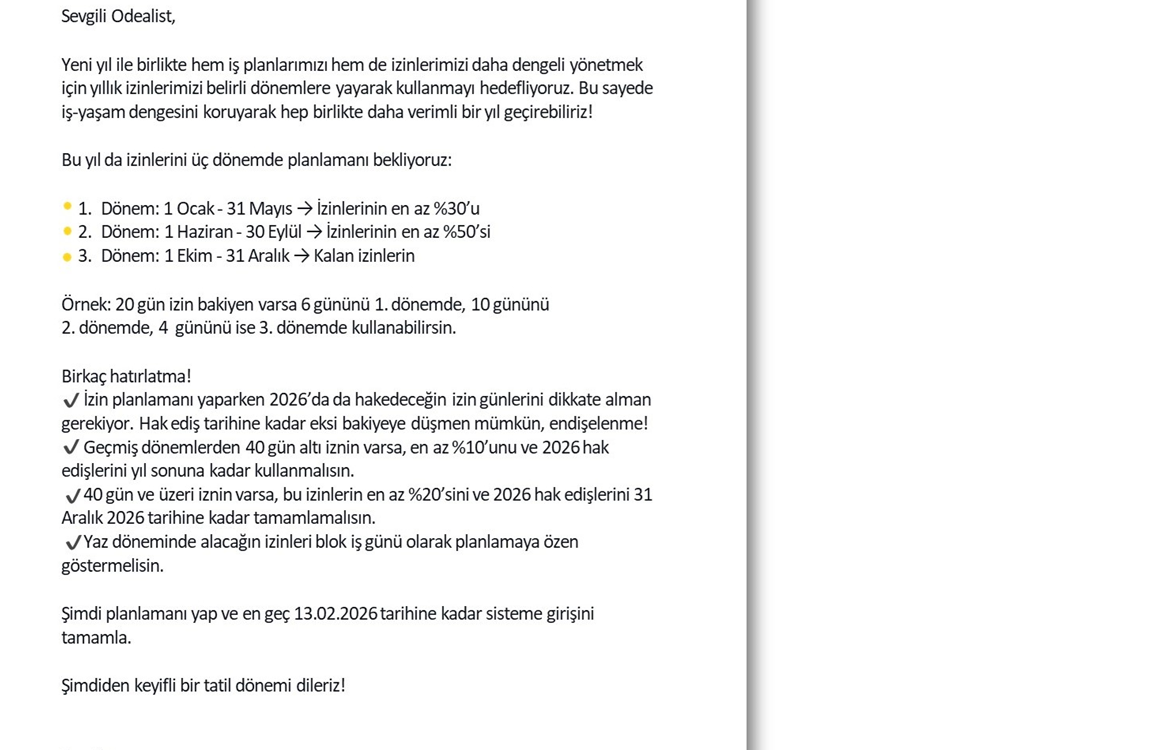 Sevgili Odealist,
Yeni yıl ile birlikte hem iş planlarımızı hem de izinlerimizi daha dengeli yönetmek
için yıllık izinlerimizi belirli dönemlere yayarak kullanmayı hedefliyoruz. Bu sayede
iş-yaşam dengesini koruyarak hep birlikte daha verimli bir yıl geçirebiliriz!
Bu yıl da izinlerini üç dönemde planlamanı bekliyoruz:
• 1. Dönem: 1 Ocak - 31 Mayıs → İzinlerinin en az %30’u
• 2. Dönem: 1 Haziran - 30 Eylül → İzinlerinin en az %50’si
• 3. Dönem: 1 Ekim - 31 Aralık → Kalan izinlerin
Örnek: 20 gün izin bakiyen varsa 6 gününü 1. dönemde, 10 gününü
2. dönemde, 4 gününü ise 3. dönemde kullanabilirsin.
Birkaç hatırlatma!
✓ İzin planlamanı yaparken 2026’da da hakedeceğin izin günlerini dikkate alman
gerekiyor. Hak ediş tarihine kadar eksi bakiyeye düşmen mümkün, endişelenme!
✓ Geçmiş dönemlerden 40 gün altı iznin varsa, en az %10’unu ve 2026 hak
edişlerini yıl sonuna kadar kullanmalısın.
✓ 40 gün ve üzeri iznin varsa, bu izinlerin en az %20’sini ve 2026 hak edişlerini 31
Aralık 2026 tarihine kadar tamamlamalısın.
✓ Yaz döneminde alacağın izinleri blok iş günü olarak planlamaya özen
göstermelisin.
Şimdi planlamanı yap ve en geç 13.02.2026 tarihine kadar sisteme girişini
tamamla.
Şimdiden keyifli bir tatil dönemi dileriz!